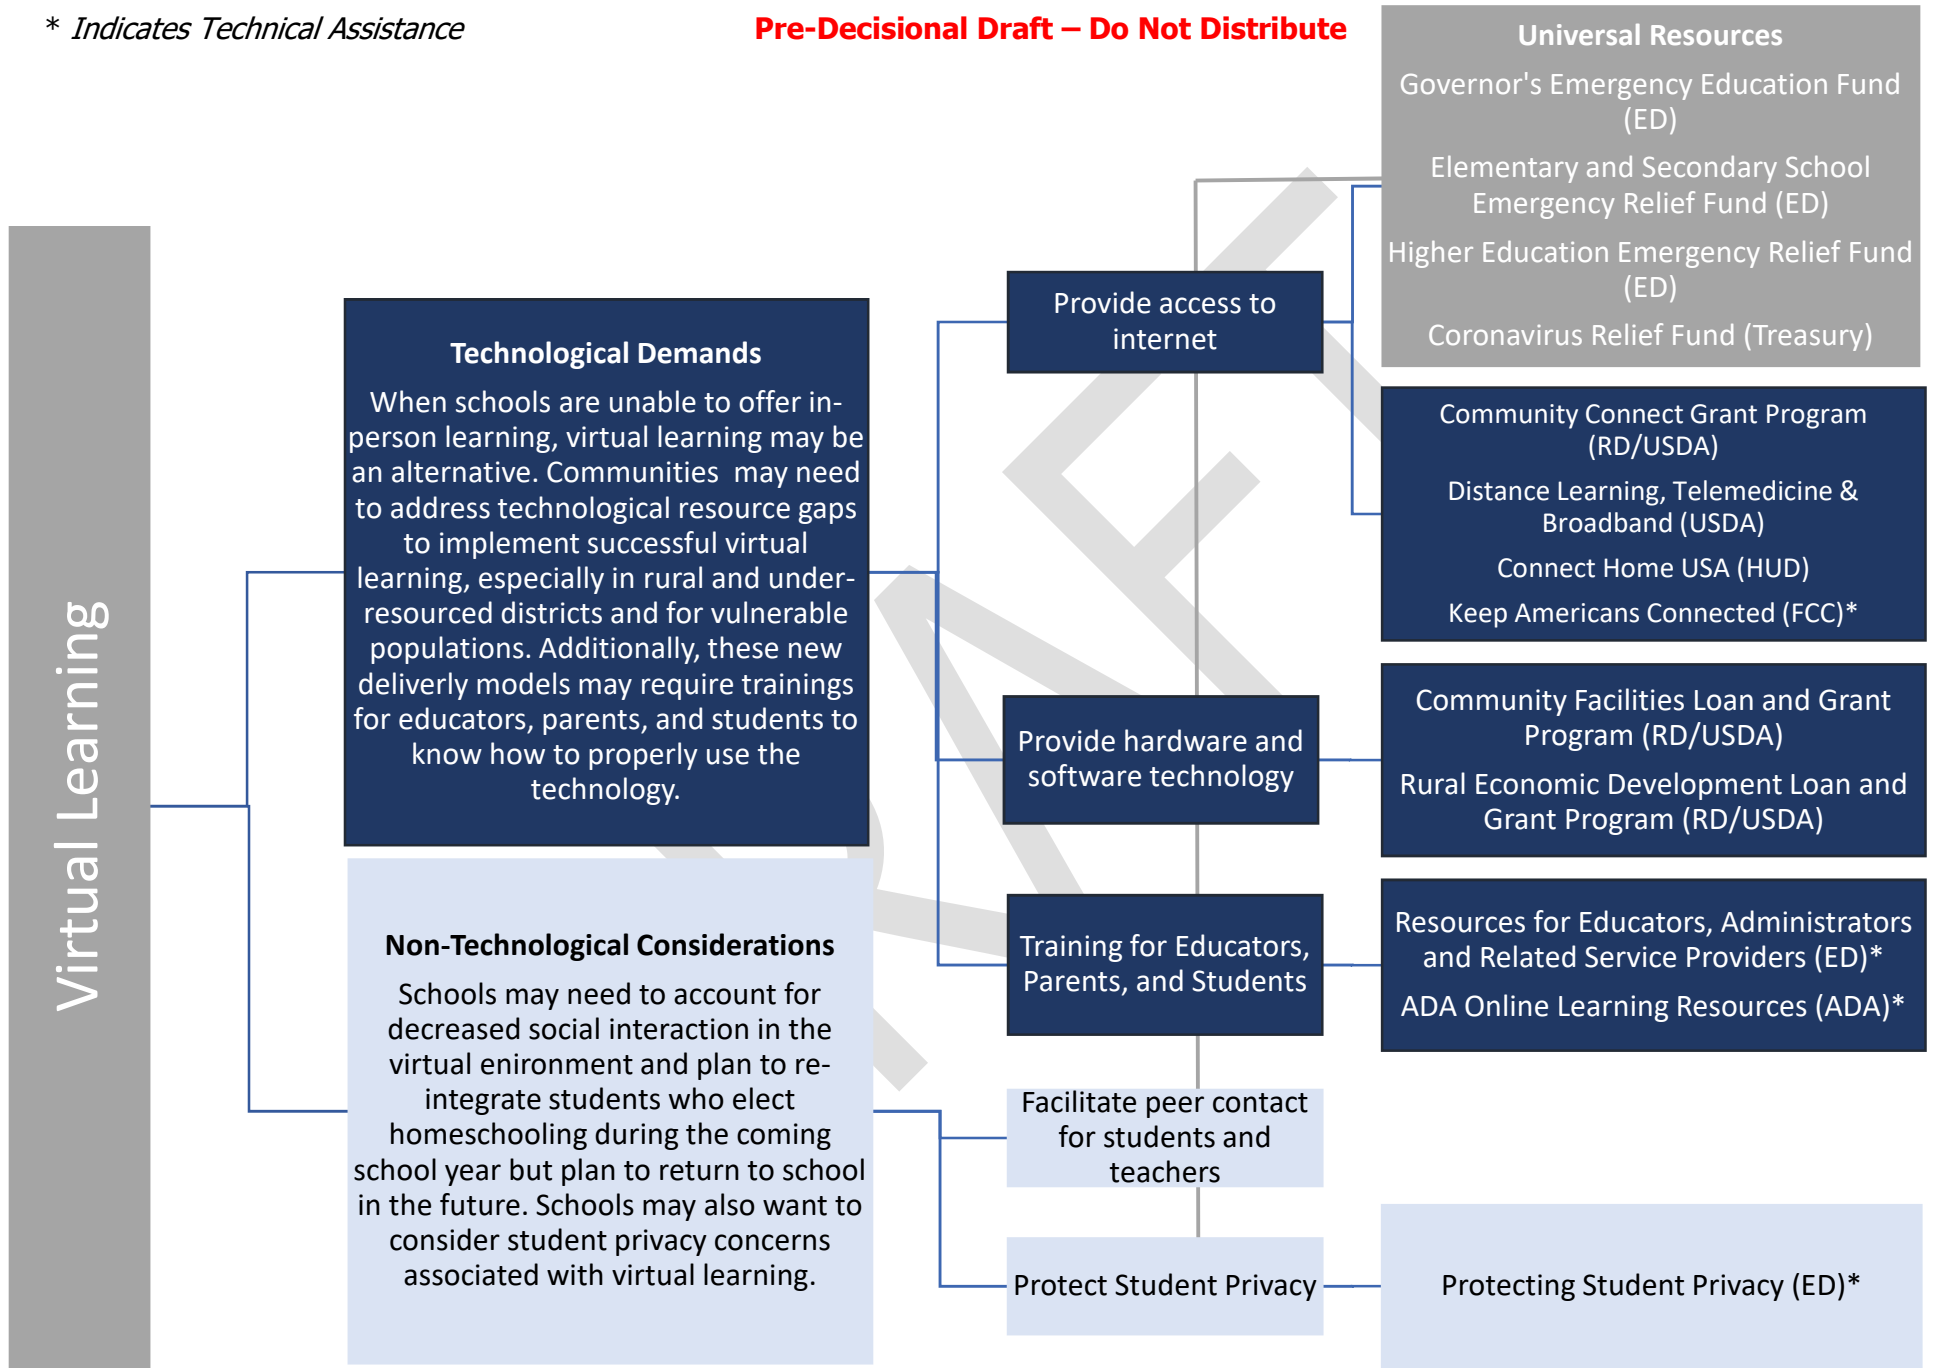 * Indicates Technical Assistance
Pre-Decisional Draft – Do Not Distribute
Virtual Learning
Technological Demands
When schools are unable to offer in-
person learning, virtual learning may be
an alternative. Communities  may need
to address technological resource gaps
to implement successful virtual
learning, especially in rural and under-
resourced districts and for vulnerable
populations. Additionally, these new
deliverly models may require trainings
for educators, parents, and students to
know how to properly use the
technology.
Non-Technological Considerations
Schools may need to account for
decreased social interaction in the
virtual enironment and plan to re-
integrate students who elect
homeschooling during the coming
school year but plan to return to school
in the future. Schools may also want to
consider student privacy concerns
associated with virtual learning.
Provide access to
internet
Provide hardware and
software technology
Training for Educators,
Parents, and Students
Facilitate peer contact
for students and
teachers
Protect Student Privacy
Universal Resources
Governor's Emergency Education Fund
(ED)
Elementary and Secondary School
Emergency Relief Fund (ED)
Higher Education Emergency Relief Fund
(ED)
Coronavirus Relief Fund (Treasury)
Community Connect Grant Program
(RD/USDA)
Distance Learning, Telemedicine &
Broadband (USDA)
Connect Home USA (HUD)
Keep Americans Connected (FCC)*
Community Facilities Loan and Grant
Program (RD/USDA)
Rural Economic Development Loan and
Grant Program (RD/USDA)
Resources for Educators, Administrators
and Related Service Providers (ED)*
ADA Online Learning Resources (ADA)*
Protecting Student Privacy (ED)*
DRAFT